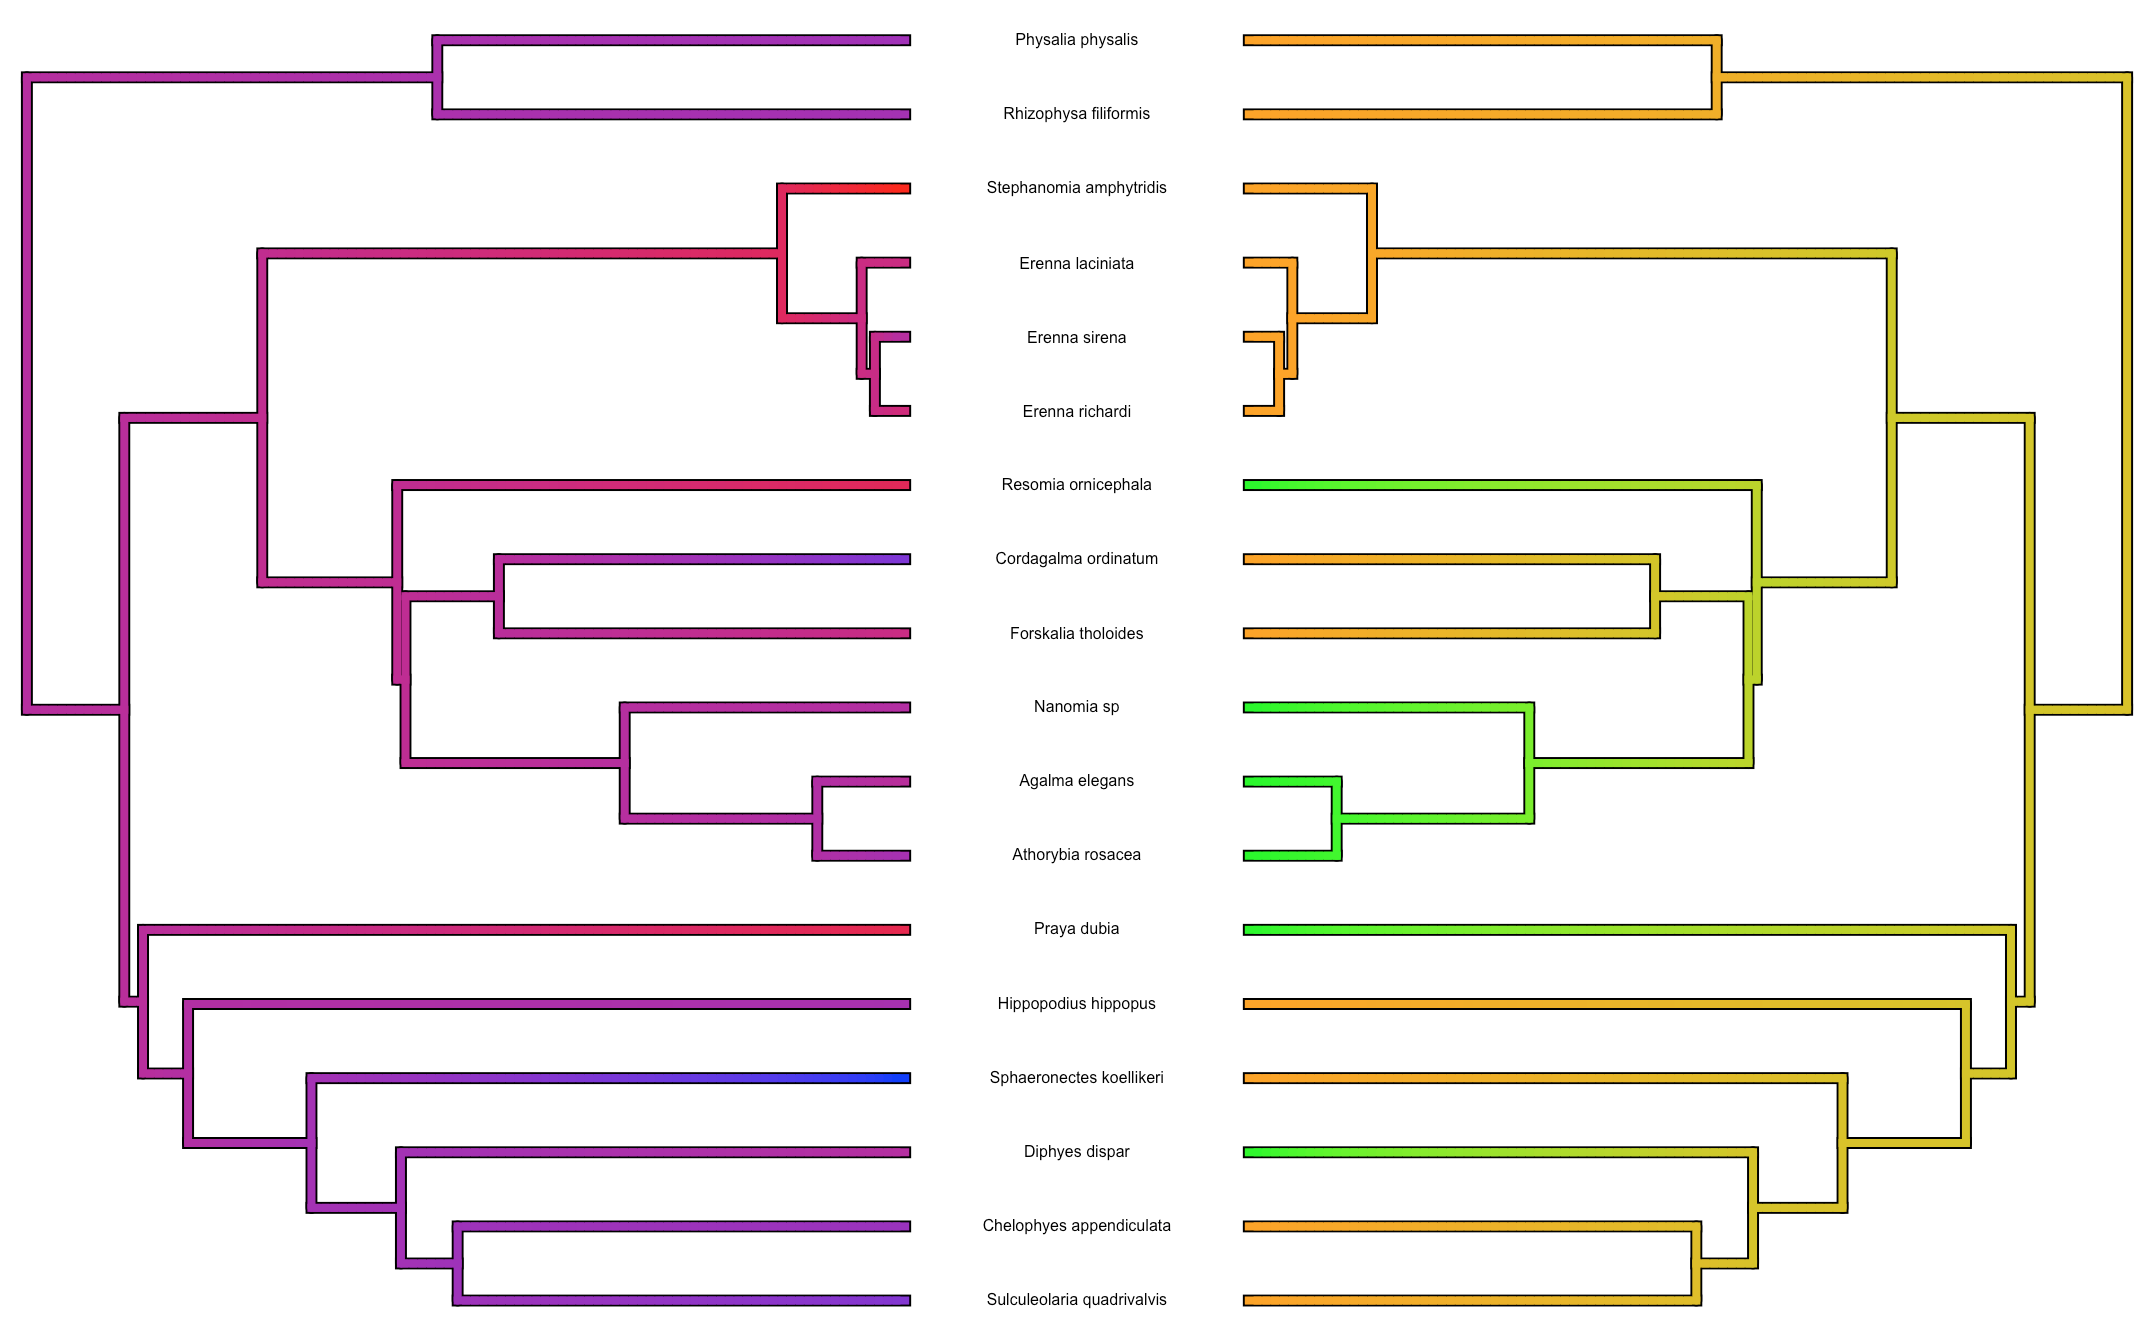 Physalia physalis
Rhizophysa filiformis
Stephanomia amphytridis
Erenna laciniata
Erenna sirena
Erenna richardi
Resomia ornicephala
Cordagalma ordinatum
Forskalia tholoides
Nanomia sp
Agalma elegans
Athorybia rosacea
Praya dubia
Hippopodius hippopus
Sphaeronectes koellikeri
Diphyes dispar
Chelophyes appendiculata
Sulculeolaria quadrivalvis